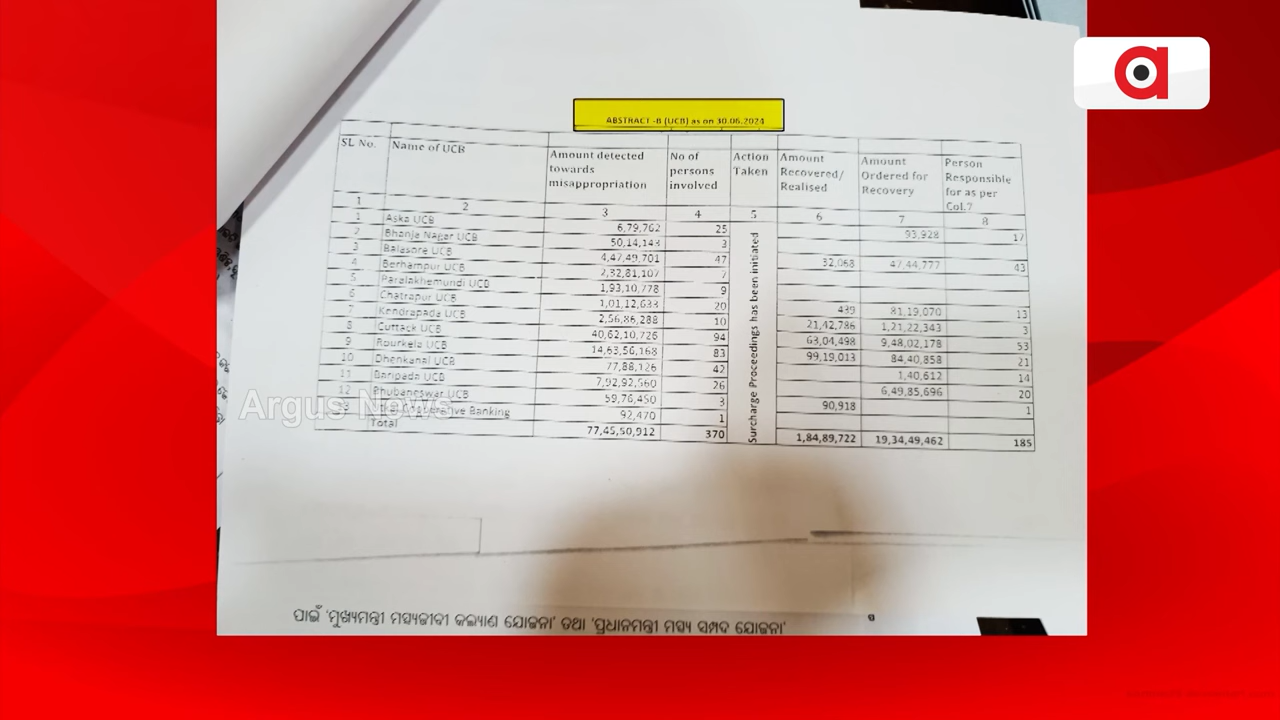 ABSTRACT -B (UCB) as on 30.06.2024
SL No. Name of UCB Amount detected towards misappropriation No of persons involved Action Taken Amount Recovered/ Realised Amount Ordered for Recovery Person Responsible for as per Col.7
1 2 3 4 5 6 7 8
1 Aska UCB 6,79,762 25 93,928 17
2 Bhanja Nagar UCB 50,14,143 3
3 Balasore UCB 4,47,49,701 47 32,068 47,44,777 43
4 Berhampur UCB 2,32,81,107 7
5 Paralakhemundi UCB 1,93,10,778 9
6 Chatrapur UCB 1,01,12,633 20 439 81,19,070 13
7 Kendrapada UCB 2,56,86,288 10 21,42,786 1,21,22,343 3
8 Cuttack UCB 40,62,10,726 94 63,04,498 9,48,02,178 53
9 Rourkela UCB 14,63,56,168 83 99,19,013 84,40,858 21
10 Dhenkanal UCB 77,88,126 42 1,40,612 14
11 Baripada UCB 7,92,92,560 26 6,49,85,696 20
12 Bhubaneswar UCB 59,76,450 3 90,918 1
13 Banking 92,470 1
Total 77,45,50,912 370 1,84,89,722 19,34,49,462 185
Surcharge Proceedings has been initiated
Argus News
ପାଇଁ 'ମୁଖ୍ୟମନ୍ତ୍ରୀ ମତ୍ସ୍ୟଜୀବୀ କଲ୍ୟାଣ ଯୋଜନା' ତଥା 'ପ୍ରଧାନମନ୍ତ୍ରୀ ମତ୍ସ୍ୟ ସମ୍ପଦ ଯୋଜନା'